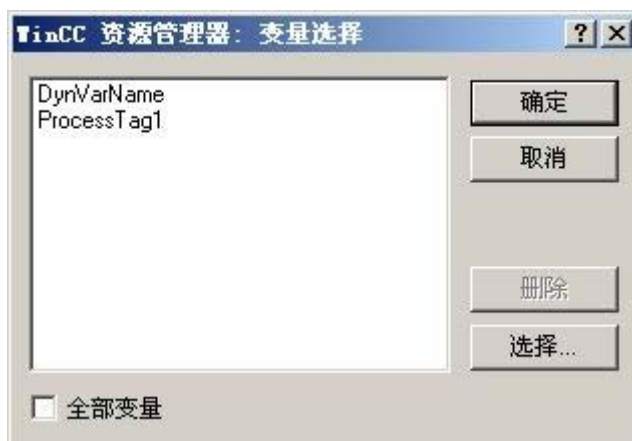 WinCC 资源管理器: 变量选择
DynVarName
ProcessTag1
确定
取消
删除
选择...
全部变量